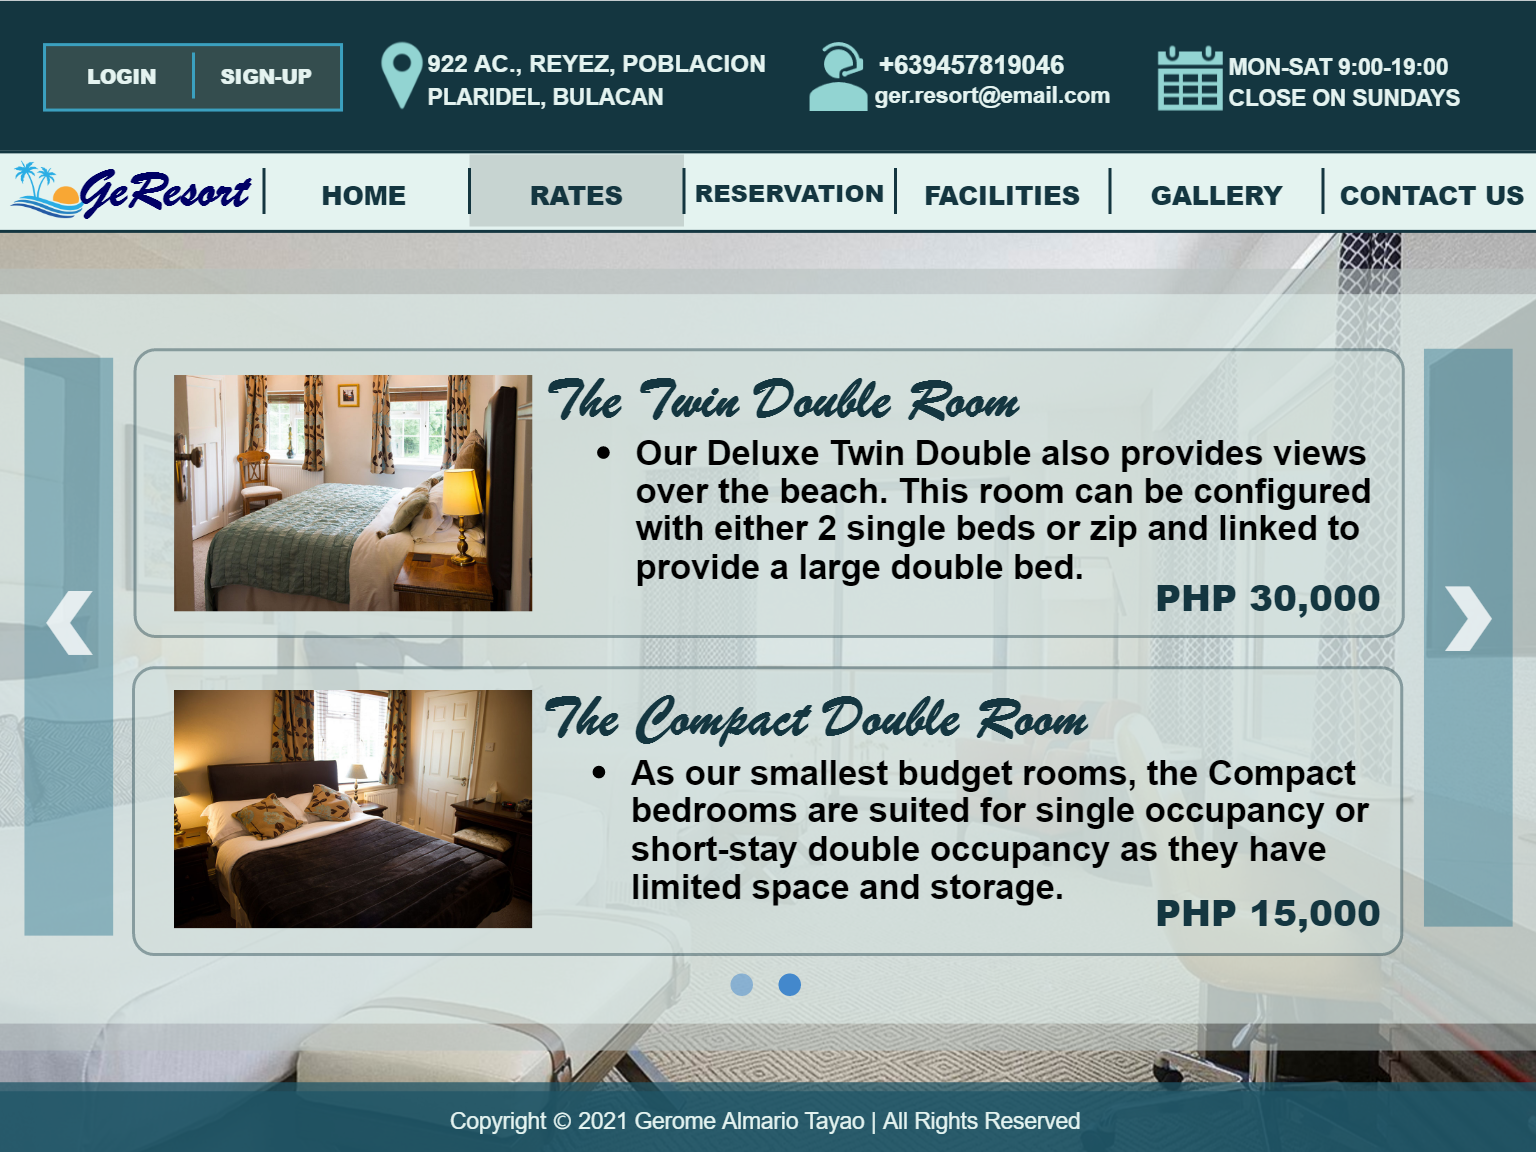 LOGIN
SIGN-UP
922 AC., REYEZ, POBLACION
PLARIDEL, BULACAN
+639457819046
ger.resort@email.com
MON-SAT 9:00-19:00
CLOSE ON SUNDAYS
GeResort
HOME
RATES
RESERVATION
FACILITIES
GALLERY
CONTACT US
The Twin Double Room
• Our Deluxe Twin Double also provides views
over the beach. This room can be configured
with either 2 single beds or zip and linked to
provide a large double bed.
PHP 30,000
The Compact Double Room
• As our smallest budget rooms, the Compact
bedrooms are suited for single occupancy or
short-stay double occupancy as they have
limited space and storage.
PHP 15,000
Copyright © 2021 Gerome Almario Tayao | All Rights Reserved